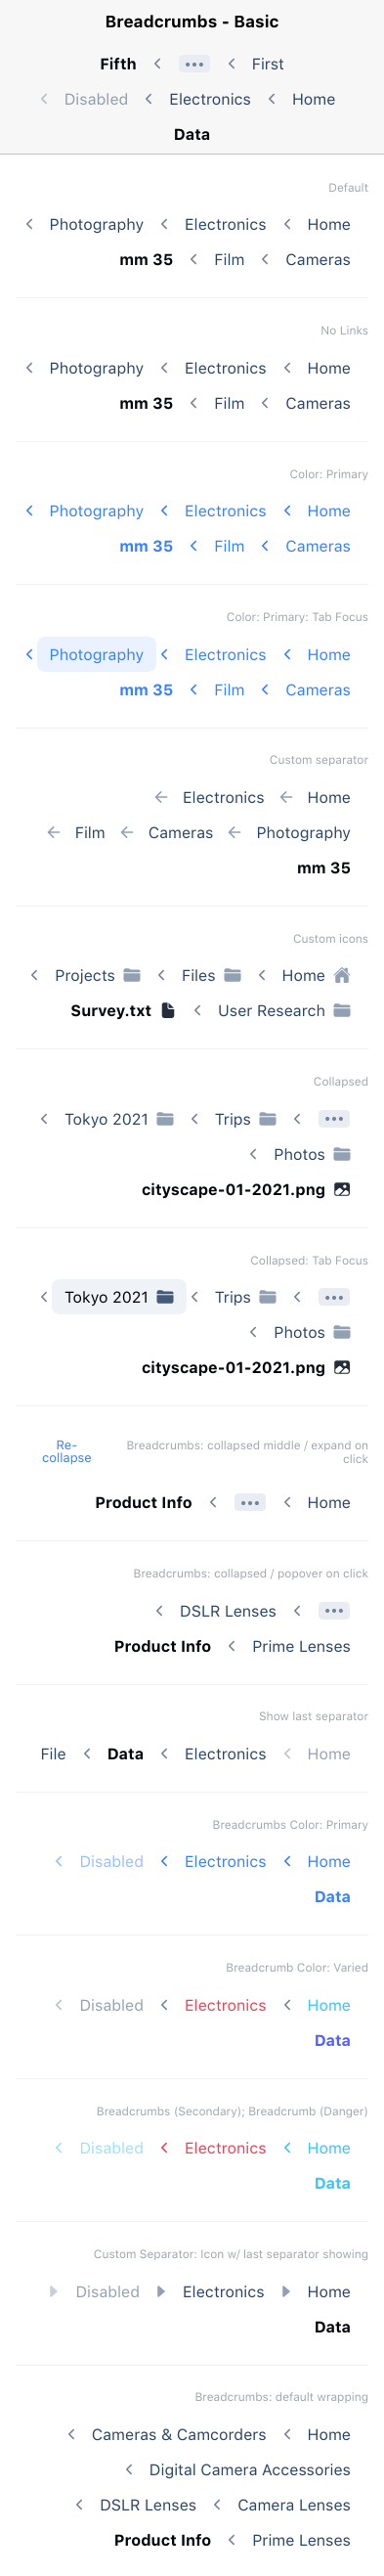 Breadcrumbs - Basic
Fifth ••• First
Disabled Electronics Home
Data
Default
Photography Electronics Home
mm 35 Film Cameras
No Links
Photography Electronics Home
mm 35 Film Cameras
Color: Primary
Photography Electronics Home
mm 35 Film Cameras
Color: Primary: Tab Focus
Photography Electronics Home
mm 35 Film Cameras
Custom separator
Electronics Home
Film Cameras Photography
mm 35
Custom icons
Projects Files Home
Survey.txt User Research
Collapsed
Tokyo 2021 Trips •••
Photos
cityscape-01-2021.png
Collapsed: Tab Focus
Tokyo 2021 Trips •••
Photos
cityscape-01-2021.png
Re-
collapse
Breadcrumbs: collapsed middle / expand on
click
Product Info ••• Home
Breadcrumbs: collapsed / popover on click
DSLR Lenses •••
Product Info Prime Lenses
Show last separator
File Data Electronics Home
Breadcrumbs Color: Primary
Disabled Electronics Home
Data
Breadcrumb Color: Varied
Disabled Electronics Home
Data
Breadcrumbs (Secondary); Breadcrumb (Danger)
Disabled Electronics Home
Data
Custom Separator: Icon w/ last separator showing
Disabled Electronics Home
Data
Breadcrumbs: default wrapping
Cameras & Camcorders Home
Digital Camera Accessories
DSLR Lenses Camera Lenses
Product Info Prime Lenses